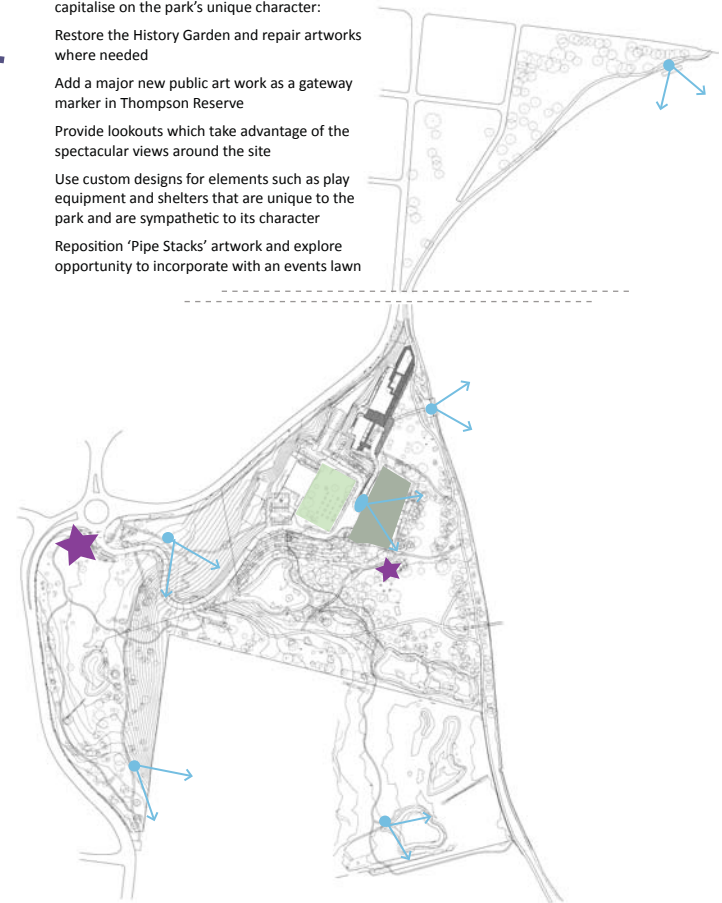 capitalise on the park's unique character:
Restore the History Garden and repair artworks
where needed
Add a major new public art work as a gateway
marker in Thompson Reserve
Provide lookouts which take advantage of the
spectacular views around the site
Use custom designs for elements such as play
equipment and shelters that are unique to the
park and are sympathetic to its character
Reposition ‘Pipe Stacks’ artwork and explore
opportunity to incorporate with an events lawn